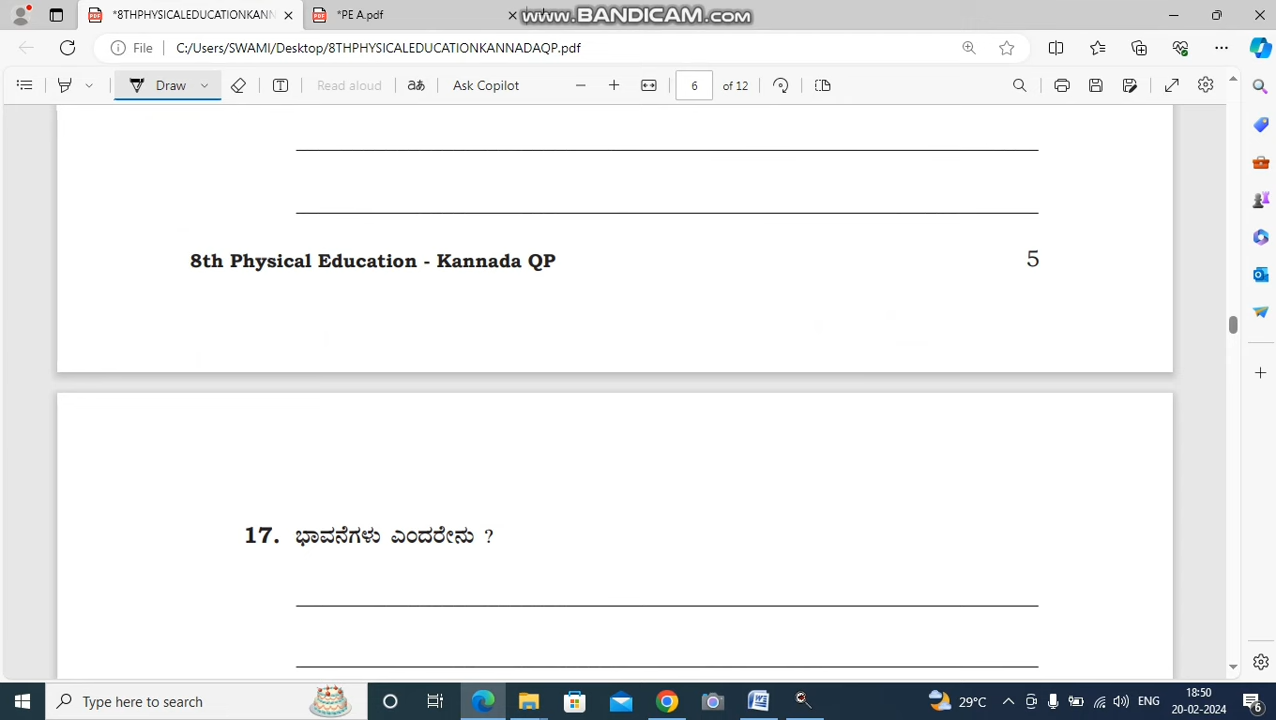 *8THPHYSICALEDUCATIONKANN
*PE A.pdf
www.BANDICAM.com
File
C:/Users/SWAMI/Desktop/8THPHYSICALEDUCATIONKANNADAQP.pdf
Draw
Read aloud
Ask Copilot
6
of 12
8th Physical Education - Kannada QP
5
17. ಭಾವನೆಗಳು ಎಂದರೇನು ?
Type here to search
29°C
ENG
18:50
20-02-2024
6